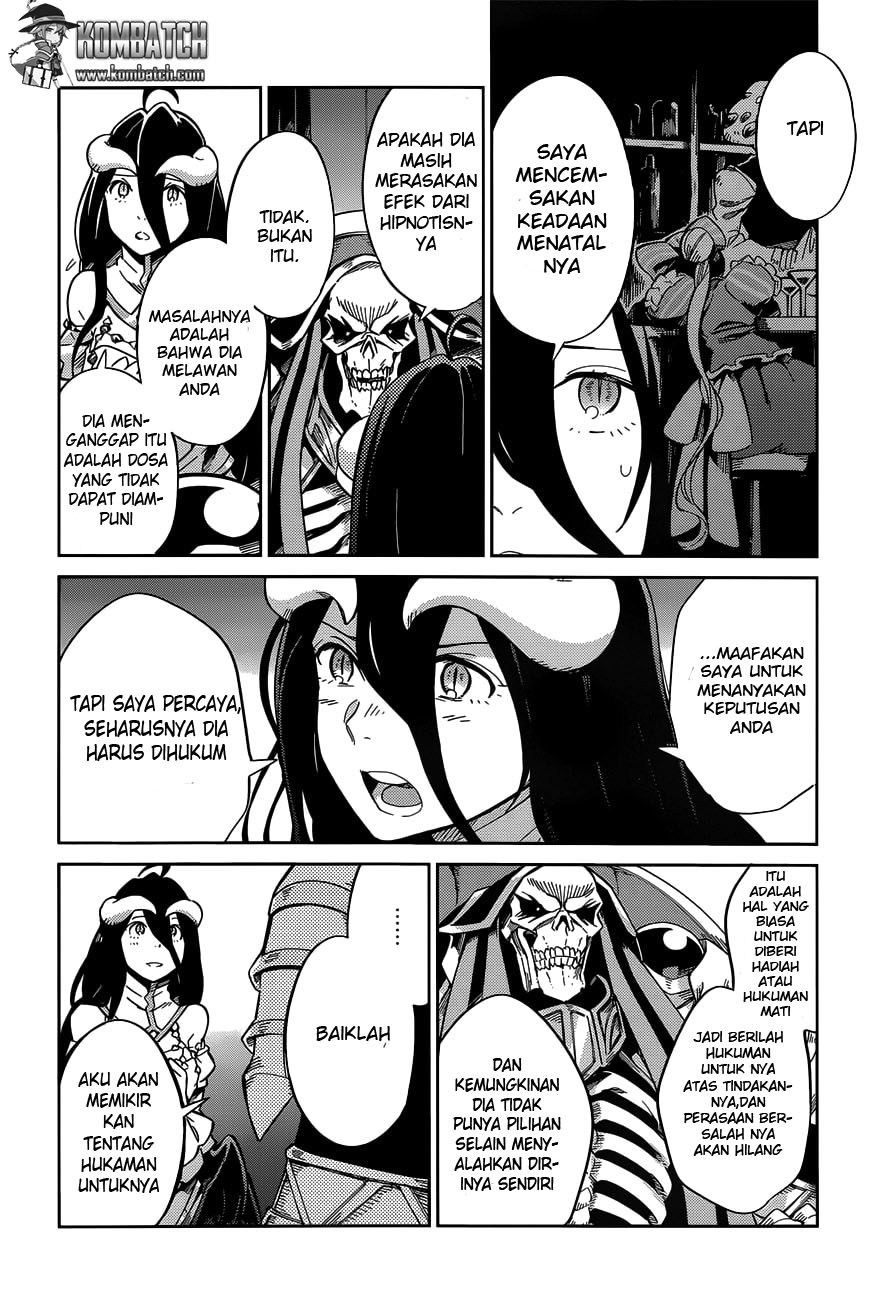 KOMBATCH
www.kombatch.com
TAPI
SAYA
MENCEM-
SAKAN
KEADAAN
MENATAL
NYA
APAKAH DIA
MASIH
MERASAKAN
EFEK DARI
HIPNOTISN-
YA
TIDAK.
BUKAN
ITU.
MASALAHNYA
ADALAH
BAHWA DIA
MELAWAN
ANDA
DIA MEN-
GANGGAP ITU
ADALAH DOSA
YANG TIDAK
DAPAT DIAM-
PUNI
...MAAFAKAN
SAYA UNTUK
MENANYAKAN
KEPUTUSAN
ANDA
TAPI SAYA PERCAYA,
SEHARUSNYA DIA
HARUS DIHUKUM
ITU
ADALAH
HAL YANG
BIASA
UNTUK
DIBERI
HADIAH
ATAU
HUKUMAN
MATI
JADI BERILAH
HUKUMAN
UNTUK NYA
ATAS TINDAKAN-
NYA,DAN
PERASAAN BER-
SALAH NYA
AKAN HILANG
DAN
KEMUNGKINAN
DIA TIDAK
PUNYA PILIHAN
SELAIN MENY-
ALAHKAN DIR-
INYA SENDIRI
......
BAIKLAH
AKU AKAN
MEMIKIR
KAN
TENTANG
HUKAMAN
UNTUKNYA